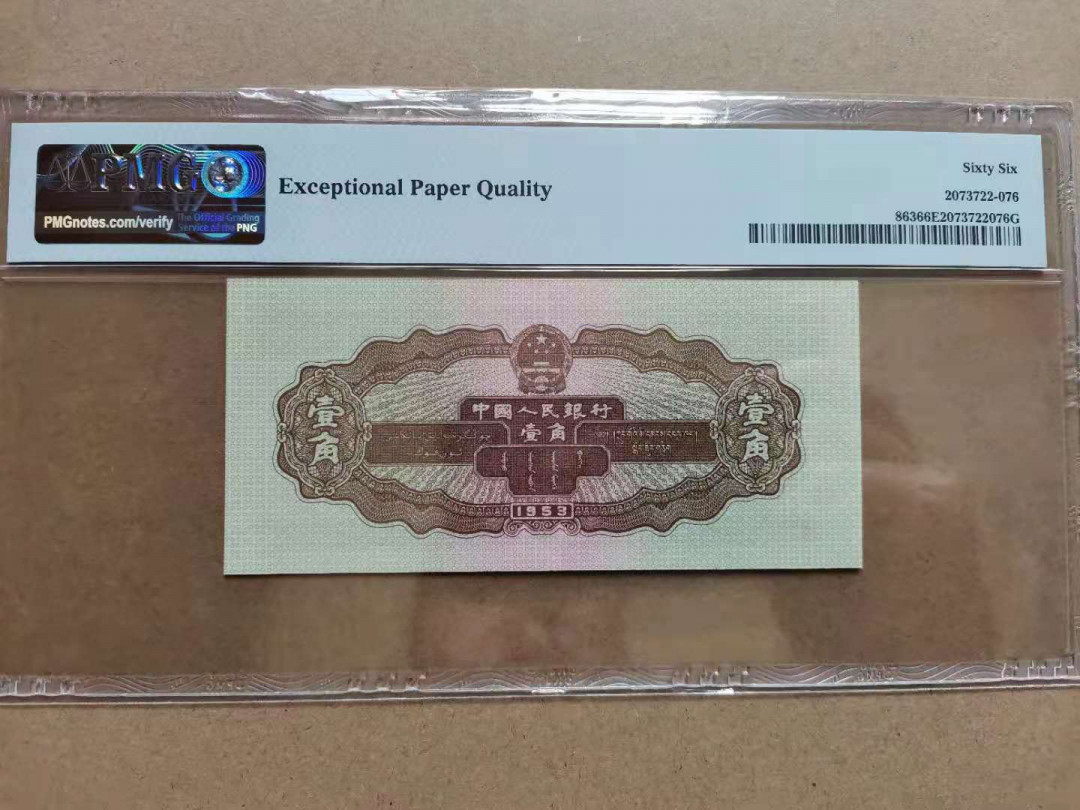 PMG
PMGnotes.com/verify
The Official Grading
Service of the PNG
Exceptional Paper Quality
Sixty Six
2073722-076
86366E2073722076G
中國人民銀行
壹角
壹角
壹角
1953